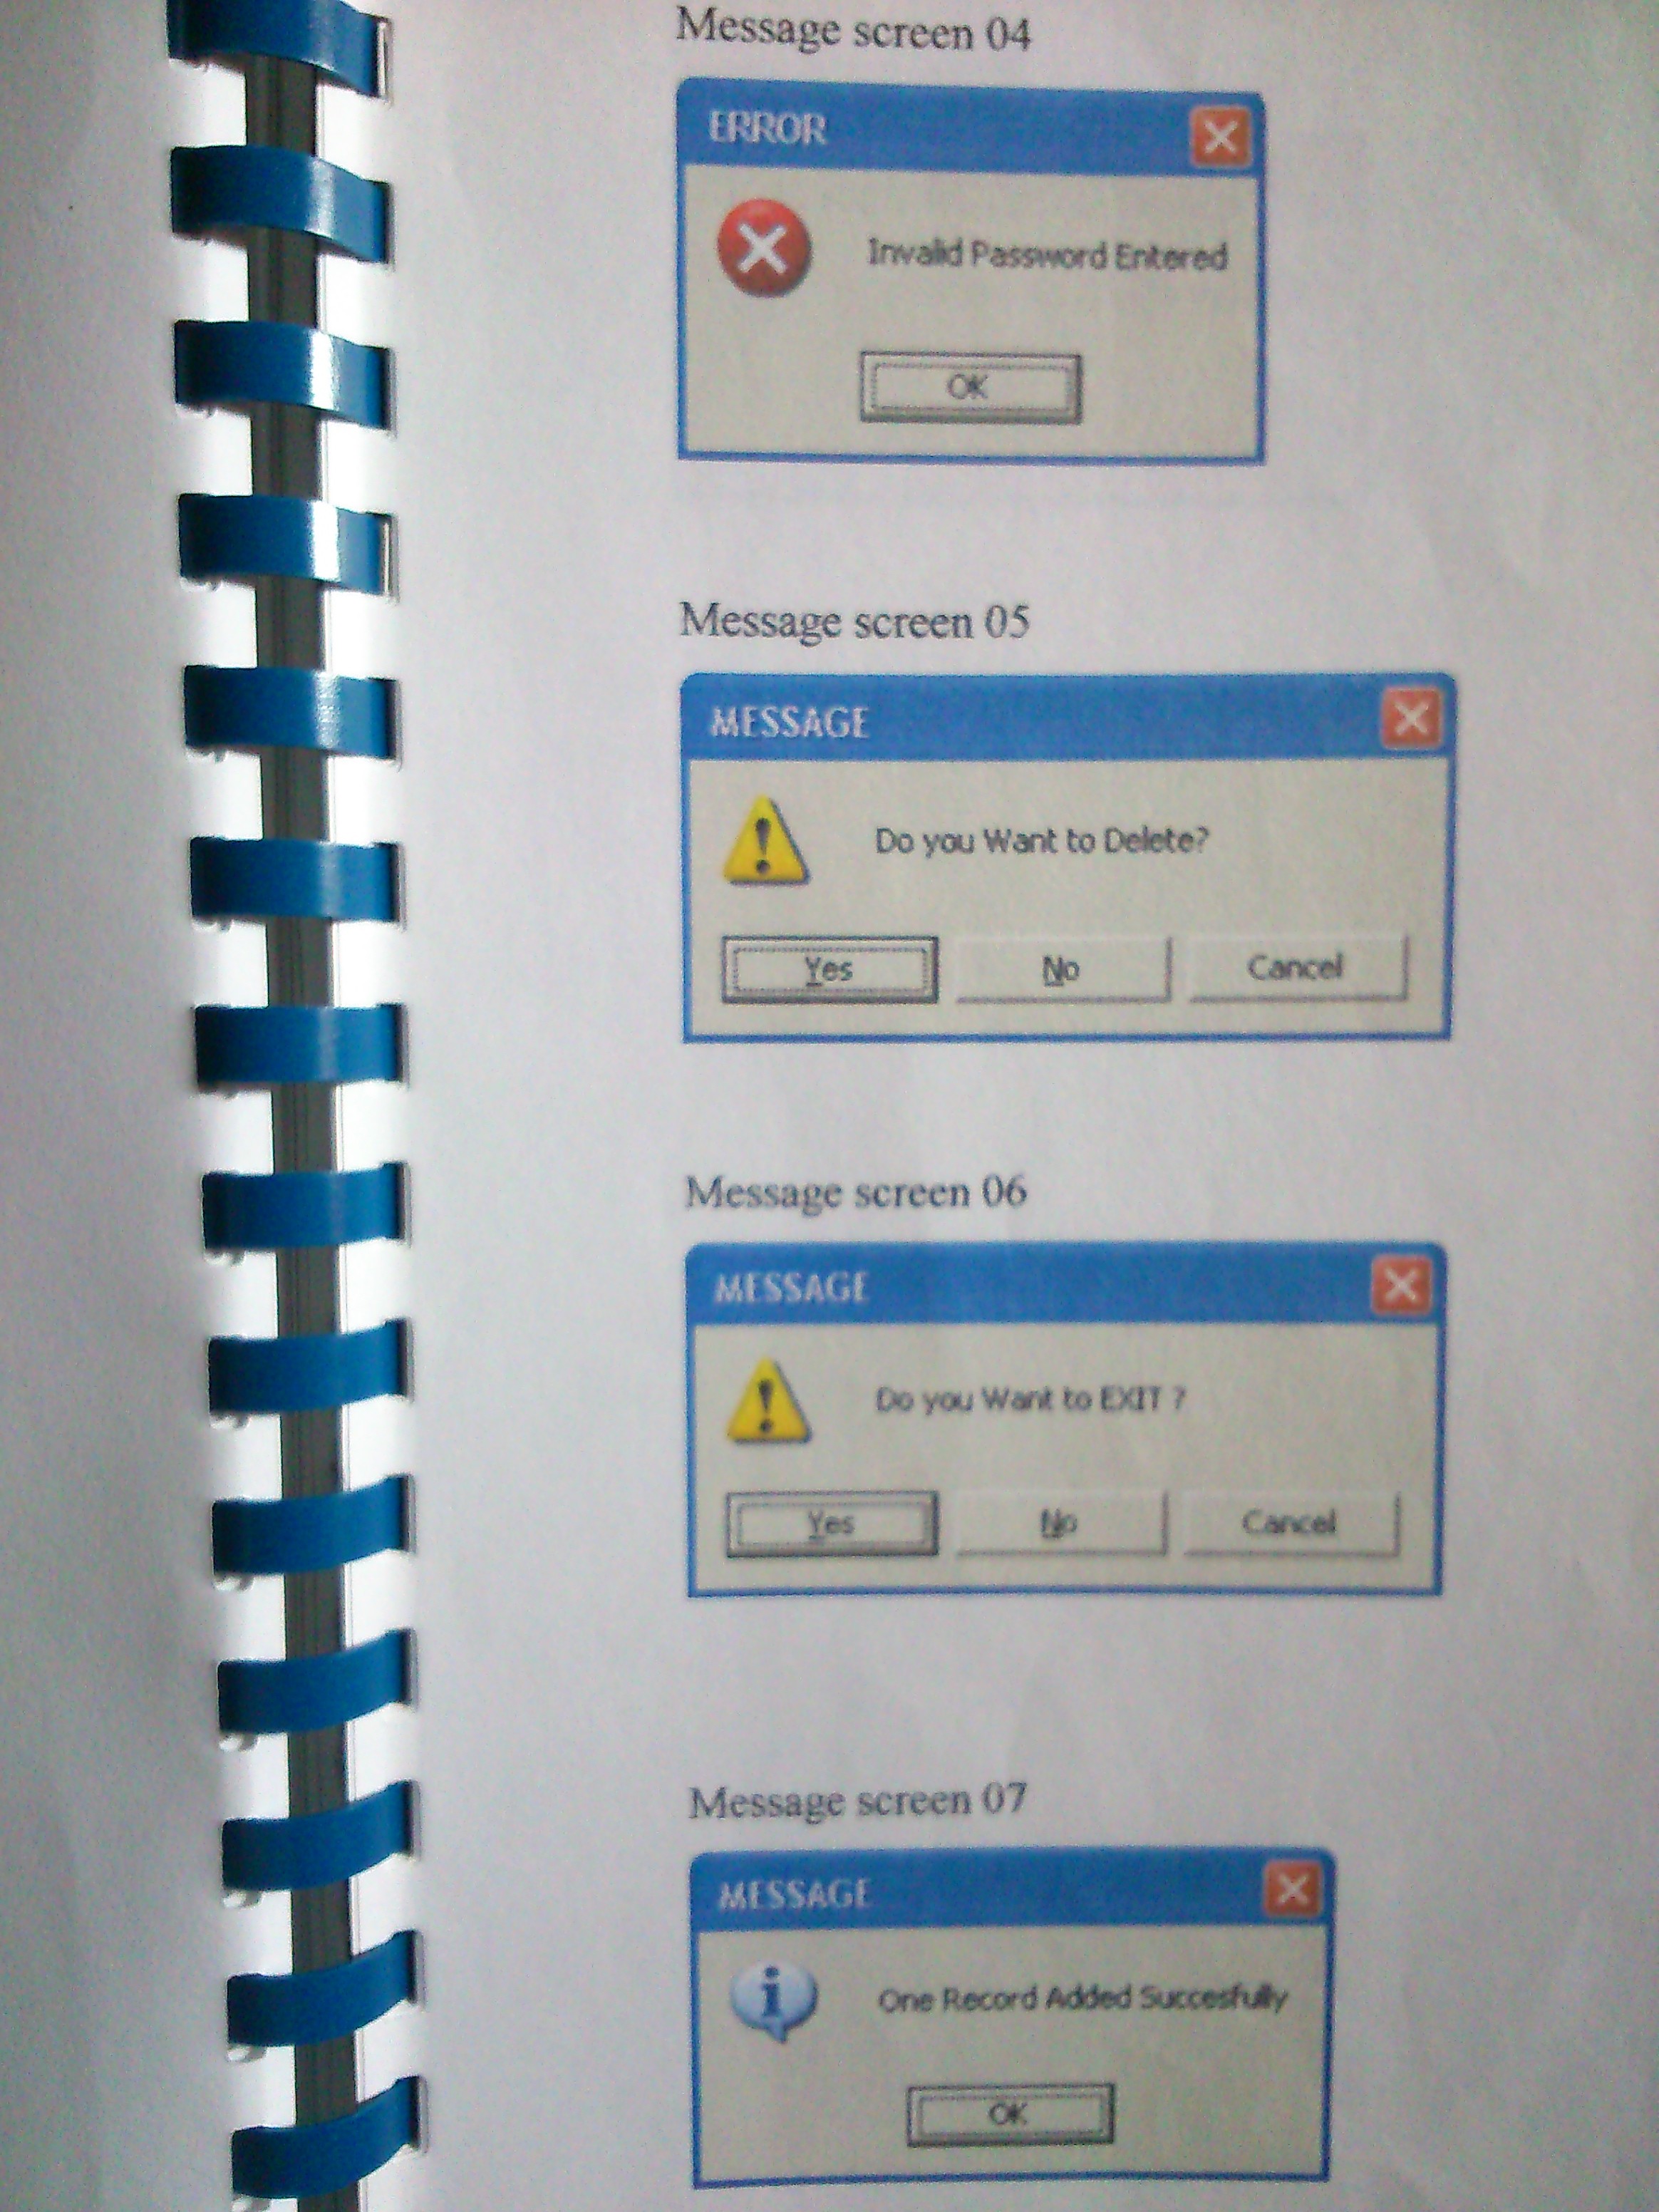 Message screen 04
ERROR
Invalid Password Entered
OK
Message screen 05
MESSAGE
Do you Want to Delete?
Yes No Cancel
Message screen 06
MESSAGE
Do you Want to EXIT ?
Yes No Cancel
Message screen 07
MESSAGE
One Record Added Succesfully
OK